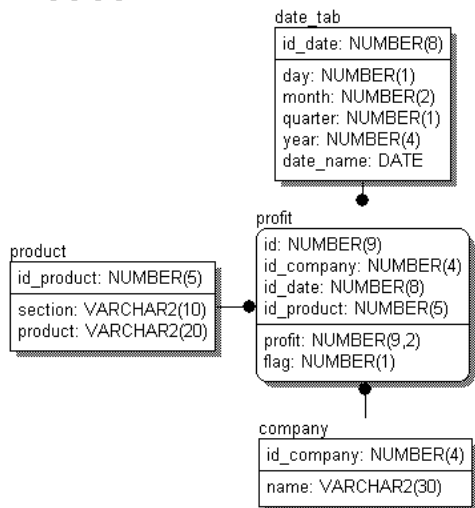 date_tab
id_date: NUMBER(8)
day: NUMBER(1)
month: NUMBER(2)
quarter: NUMBER(1)
year: NUMBER(4)
date_name: DATE
profit
id: NUMBER(9)
id_company: NUMBER(4)
id_date: NUMBER(8)
id_product: NUMBER(5)
profit: NUMBER(9,2)
flag: NUMBER(1)
product
id_product: NUMBER(5)
section: VARCHAR2(10)
product: VARCHAR2(20)
company
id_company: NUMBER(4)
name: VARCHAR2(30)